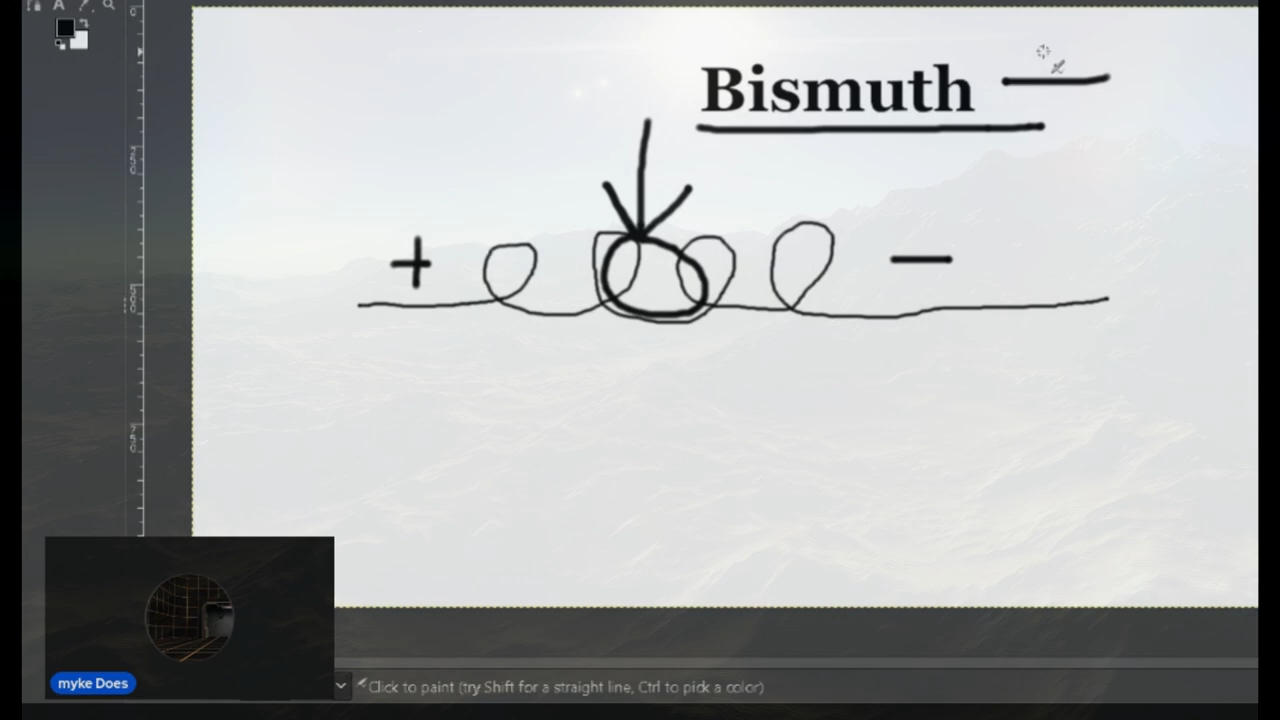 Bismuth —
+ —
myke Does
Click to paint (try Shift for a straight line, Ctrl to pick a color)